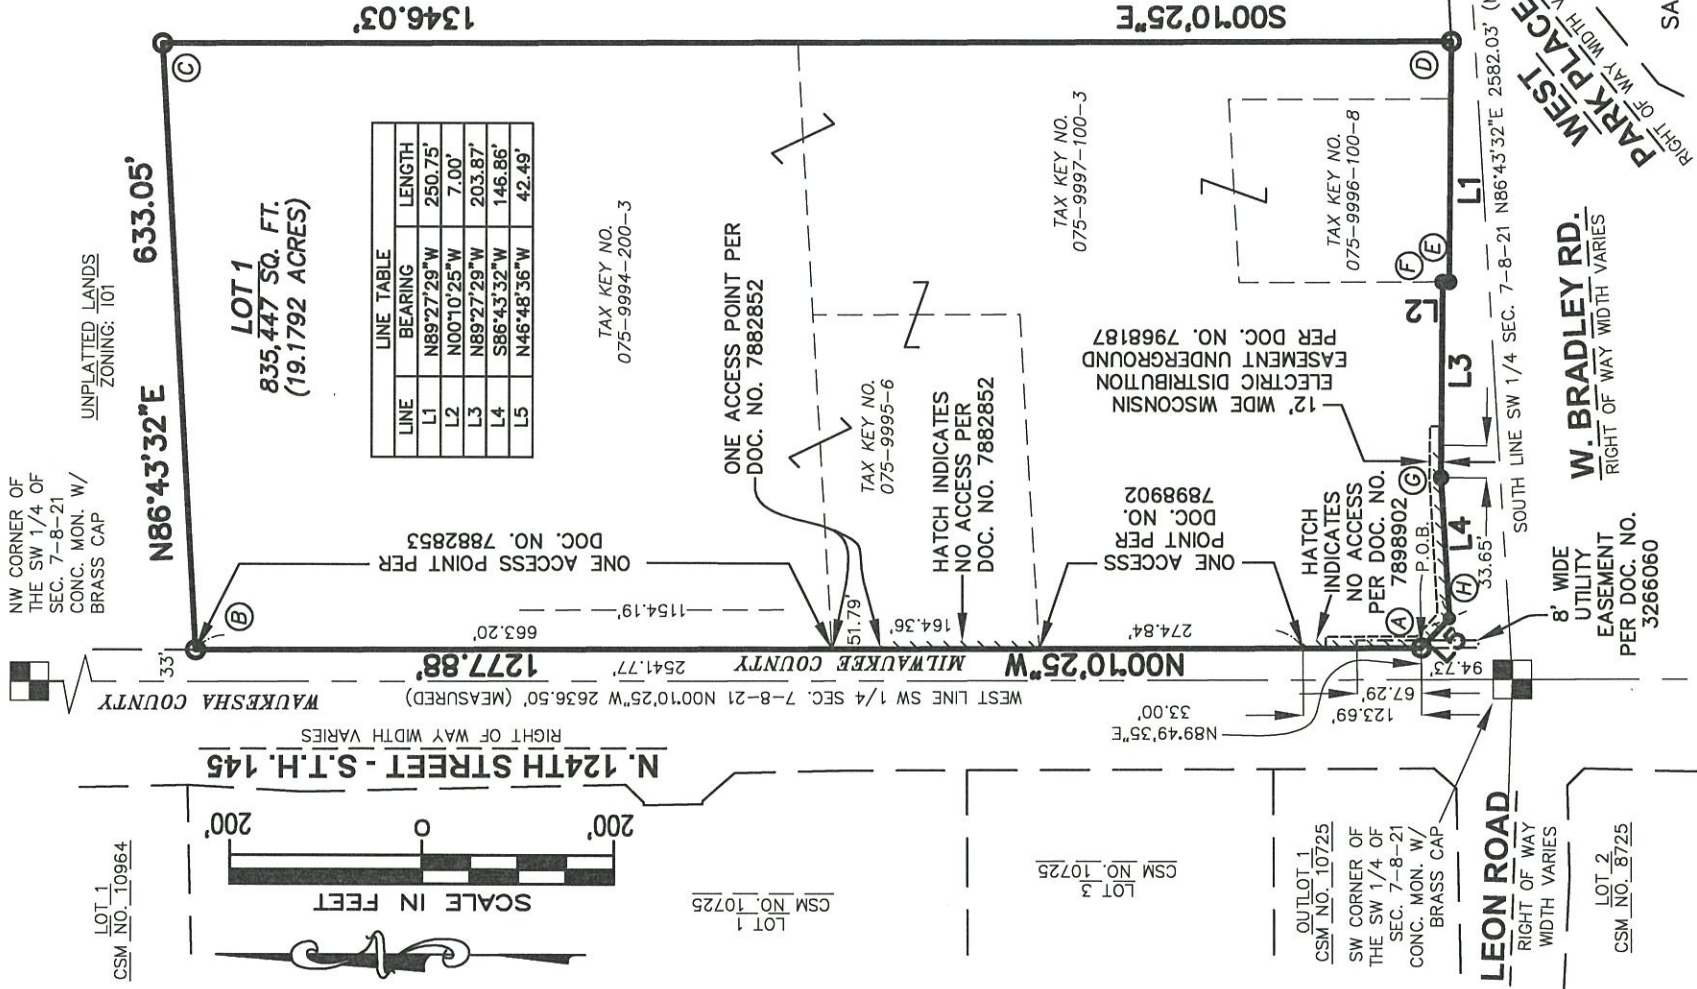 NW CORNER OF
THE SW 1/4 OF
SEC. 7-8-21
CONC. MON. W/
BRASS CAP
UNPLATTED LANDS
ZONING: 101
N86°43'32"E 633.05'
1346.03' S00°10'25"E
LOT 1
835,447 SQ. FT.
(19.1792 ACRES)
LINE TABLE
LINE BEARING LENGTH
L1 N89°27'29"W 250.75'
L2 N00°10'25"W 7.00'
L3 N89°27'29"W 203.87'
L4 S86°43'32"W 146.86'
L5 N46°48'36"W 42.49'
TAX KEY NO.
075-9994-200-3
TAX KEY NO.
075-9997-100-3
TAX KEY NO.
075-9996-100-8
TAX KEY NO.
075-9995-6
ONE ACCESS POINT PER
DOC. NO. 7882852
ONE ACCESS POINT PER
DOC. NO. 7882853
HATCH INDICATES
NO ACCESS PER
DOC. NO. 7882852
ONE ACCESS
POINT PER
DOC. NO.
7898902
HATCH
INDICATES
NO ACCESS
PER DOC. NO.
7898902
12' WIDE WISCONSIN
ELECTRIC DISTRIBUTION
EASEMENT UNDERGROUND
PER DOC. NO. 7968187
A
B
C
D
E
F
G
H
L1
L2
L3
L4
L5
P.O.B.
33.65'
33'
663.20'
1154.19'
51.79'
164.36'
274.84'
N00°10'25"W 1277.88'
2541.77'
MILWAUKEE COUNTY
WAUKESHA COUNTY
WEST LINE SW 1/4 SEC. 7-8-21 N00°10'25"W 2636.50' (MEASURED)
N89°49'35"E
33.00'
67.29'
123.69'
94.73'
N. 124TH STREET - S.T.H. 145
RIGHT OF WAY WIDTH VARIES
SOUTH LINE SW 1/4 SEC. 7-8-21 N86°43'32"E 2582.03'
W. BRADLEY RD.
RIGHT OF WAY WIDTH VARIES
WEST
PARK PLACE
RIGHT OF WAY WIDTH
SA
8' WIDE
UTILITY
EASEMENT
PER DOC. NO.
3266060
LOT 1
CSM NO. 10964
200' 0 200'
SCALE IN FEET
LOT 1
CSM NO. 10725
LOT 3
CSM NO. 10725
OUTLOT 1
CSM NO. 10725
SW CORNER OF
THE SW 1/4 OF
SEC. 7-8-21
CONC. MON. W/
BRASS CAP
LEON ROAD
RIGHT OF WAY
WIDTH VARIES
LOT 2
CSM NO. 8725